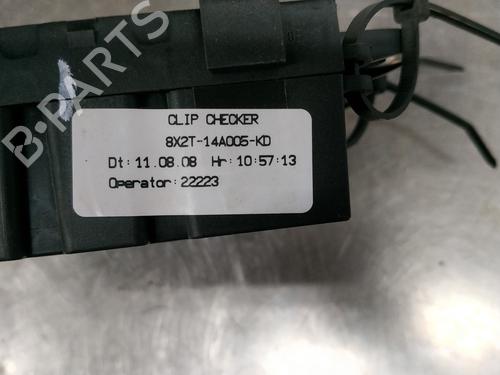 B-PARTS
CLIP CHECKER
8X2T-14A005-KD
Dt: 11.08.08 Hr: 10:57:13
Operator: 22223